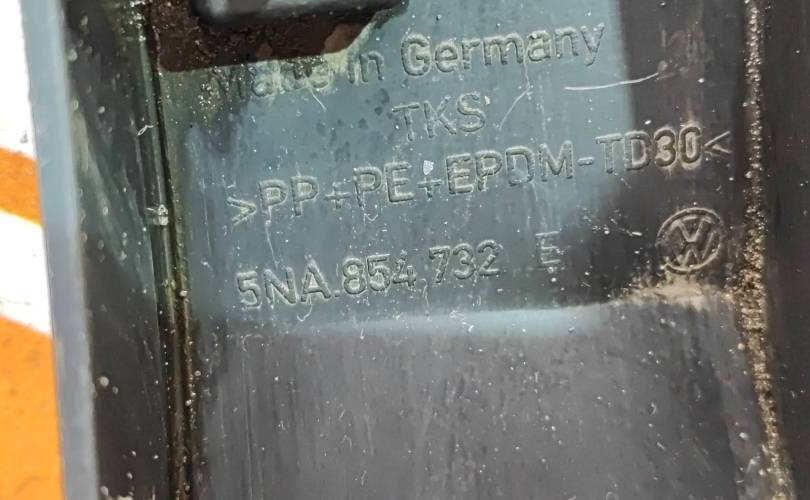 Made in Germany
TKS
>PP+PE+EPDM-TD30<
5NA.854.732 E